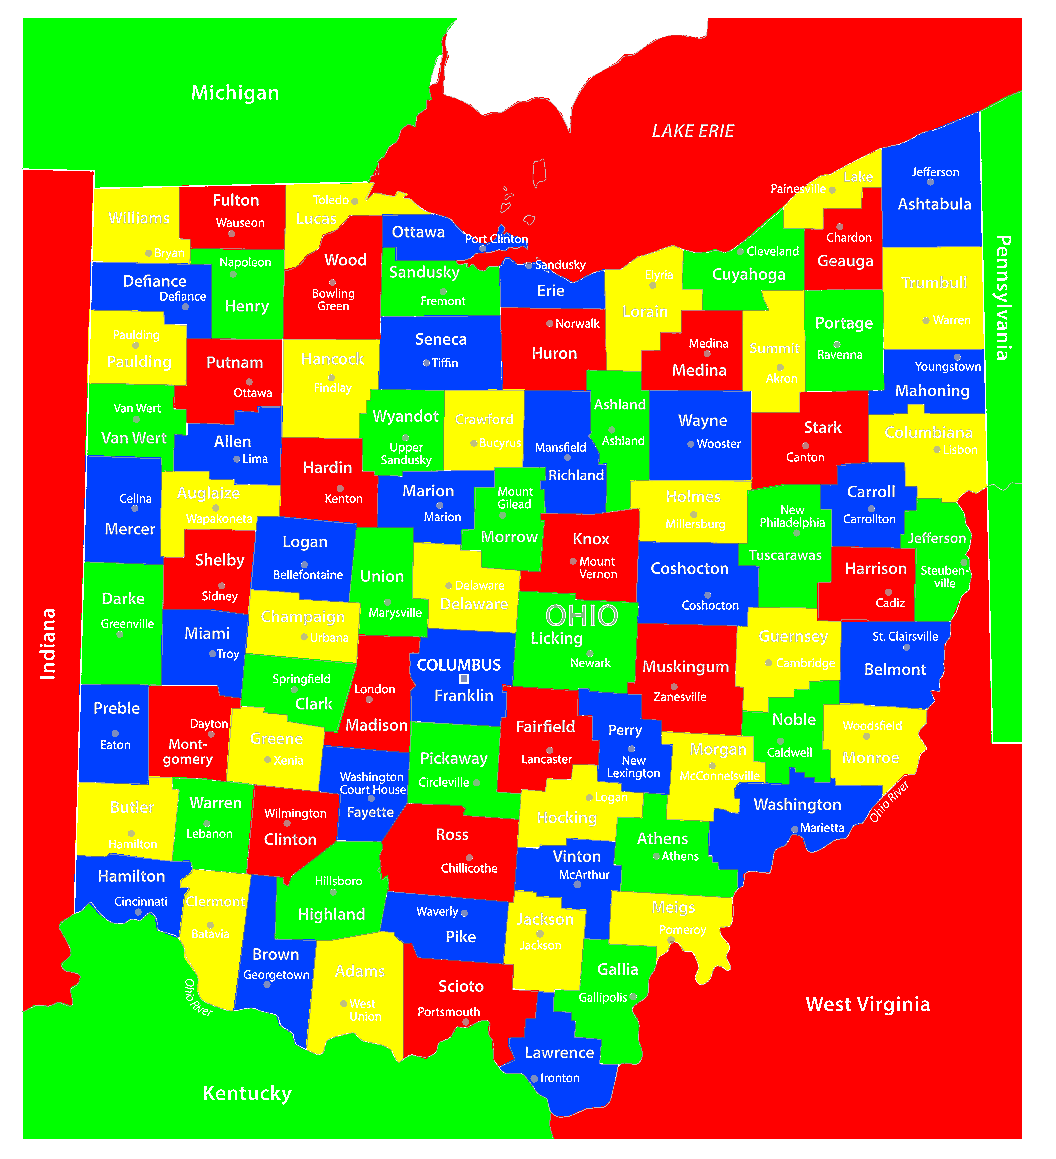 Michigan
LAKE ERIE
Jefferson
Ashtabula
Lake
Painesville
Fulton
Wauseon
Toledo
Lucas
Williams
Bryan
Ottawa
Port Clinton
Chardon
Geauga
Cleveland
Cuyahoga
Pennsylvania
Napoleon
Henry
Wood
Bowling
Green
Sandusky
Fremont
Sandusky
Erie
Elyria
Lorain
Trumbull
Warren
Defiance
Defiance
Paulding
Paulding
Putnam
Ottawa
Hancock
Findlay
Seneca
Tiffin
Norwalk
Huron
Medina
Medina
Summit
Akron
Portage
Ravenna
Youngstown
Mahoning
Van Wert
Van Wert
Allen
Lima
Wyandot
Upper
Sandusky
Crawford
Bucyrus
Mansfield
Richland
Ashland
Ashland
Wayne
Wooster
Stark
Canton
Columbiana
Lisbon
Hardin
Kenton
Celina
Mercer
Auglaize
Wapakoneta
Marion
Marion
Mount
Gilead
Morrow
Holmes
Millersburg
New
Philadelphia
Tuscarawas
Carroll
Carrollton
Jefferson
Steuben-
ville
Logan
Bellefontaine
Shelby
Sidney
Union
Marysville
Delaware
Delaware
Knox
Mount
Vernon
Coshocton
Coshocton
Harrison
Cadiz
Indiana
Darke
Greenville
Miami
Troy
Champaign
Urbana
OHIO
Licking
Newark
Guernsey
Cambridge
St. Clairsville
Belmont
Springfield
Clark
London
Madison
COLUMBUS
Franklin
Muskingum
Zanesville
Preble
Eaton
Dayton
Mont-
gomery
Greene
Xenia
Pickaway
Circleville
Fairfield
Lancaster
Perry
New
Lexington
Morgan
McConnelsville
Noble
Caldwell
Woodsfield
Monroe
Washington
Court House
Fayette
Butler
Hamilton
Warren
Lebanon
Wilmington
Clinton
Ross
Chillicothe
Logan
Hocking
Athens
Athens
Washington
Marietta
Ohio River
Hamilton
Cincinnati
Clermont
Batavia
Hillsboro
Highland
Vinton
McArthur
Waverly
Pike
Jackson
Jackson
Meigs
Pomeroy
Brown
Georgetown
Adams
West
Union
Ohio River
Scioto
Portsmouth
Gallia
Gallipolis
West Virginia
Lawrence
Ironton
Kentucky